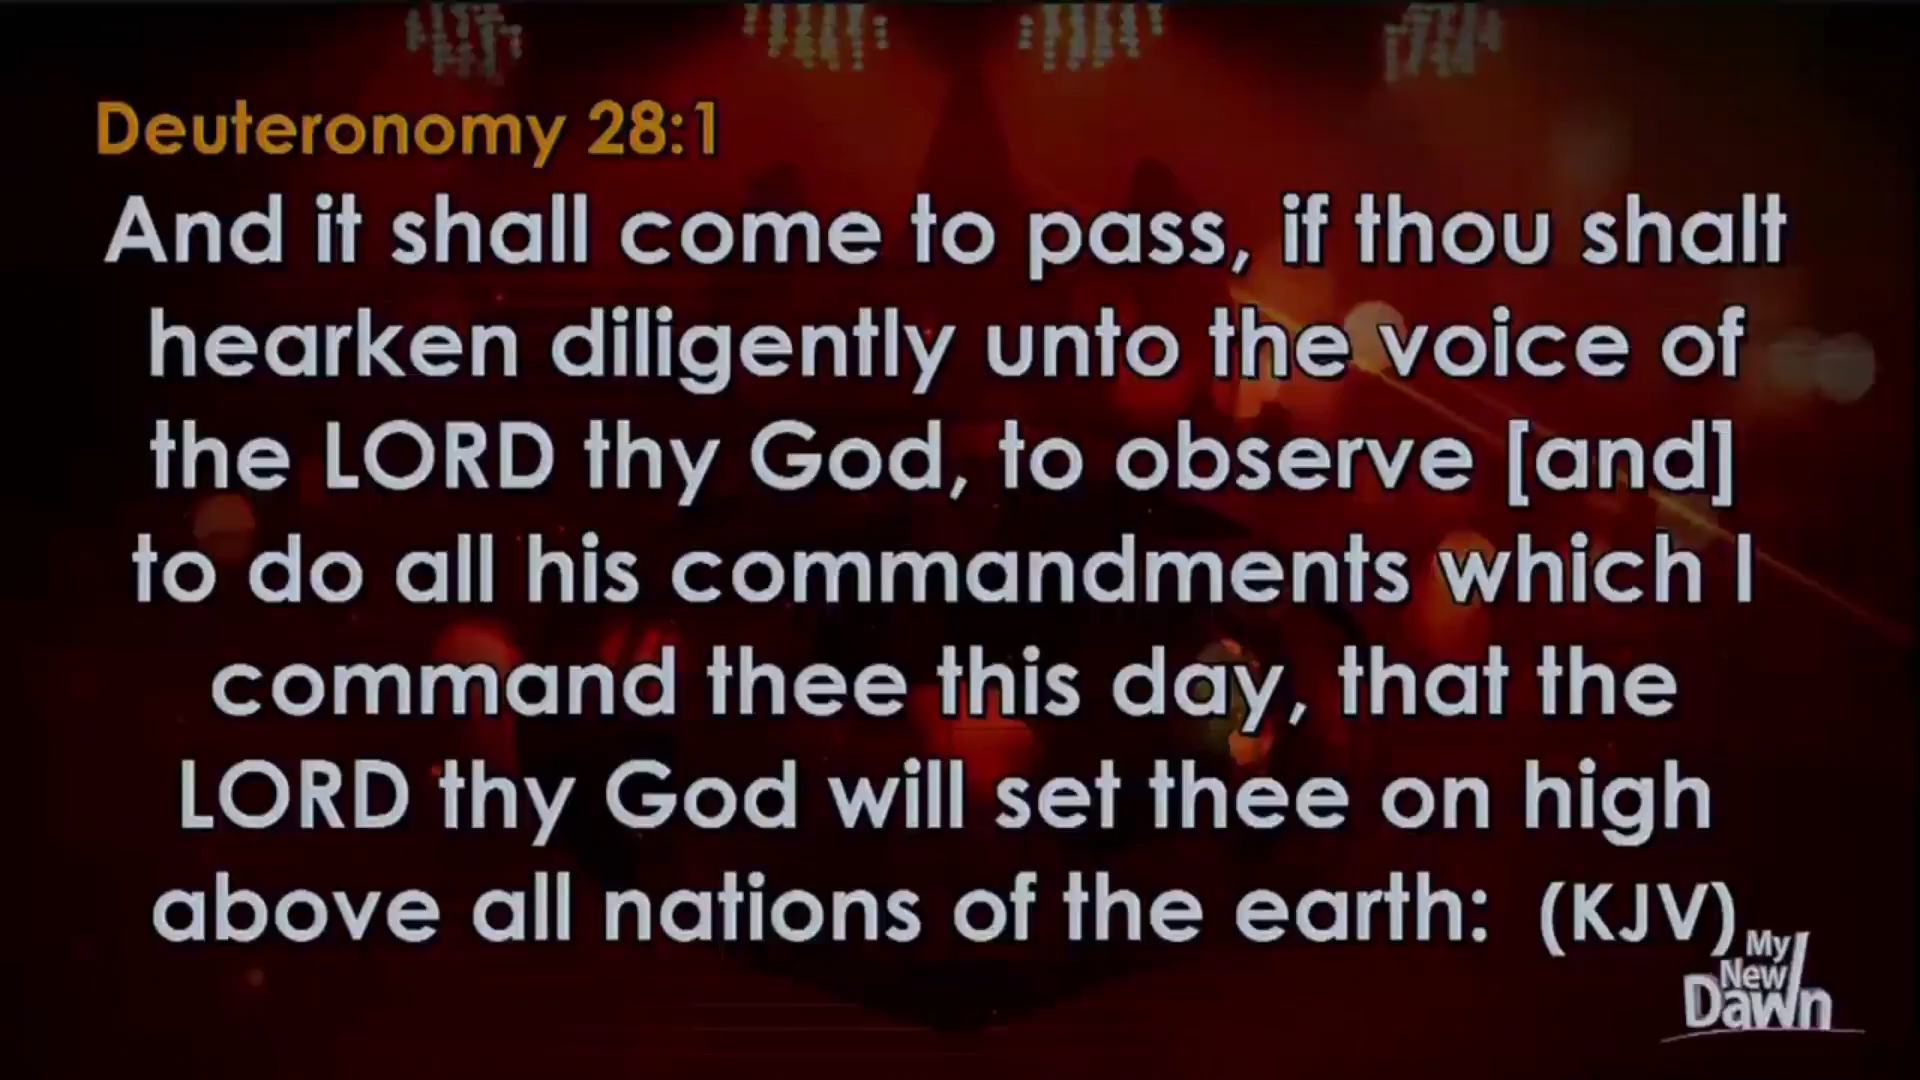 Deuteronomy 28:1
And it shall come to pass, if thou shalt
hearken diligently unto the voice of
the LORD thy God, to observe [and]
to do all his commandments which I
command thee this day, that the
LORD thy God will set thee on high
above all nations of the earth: (KJV)
My
New
Dawn